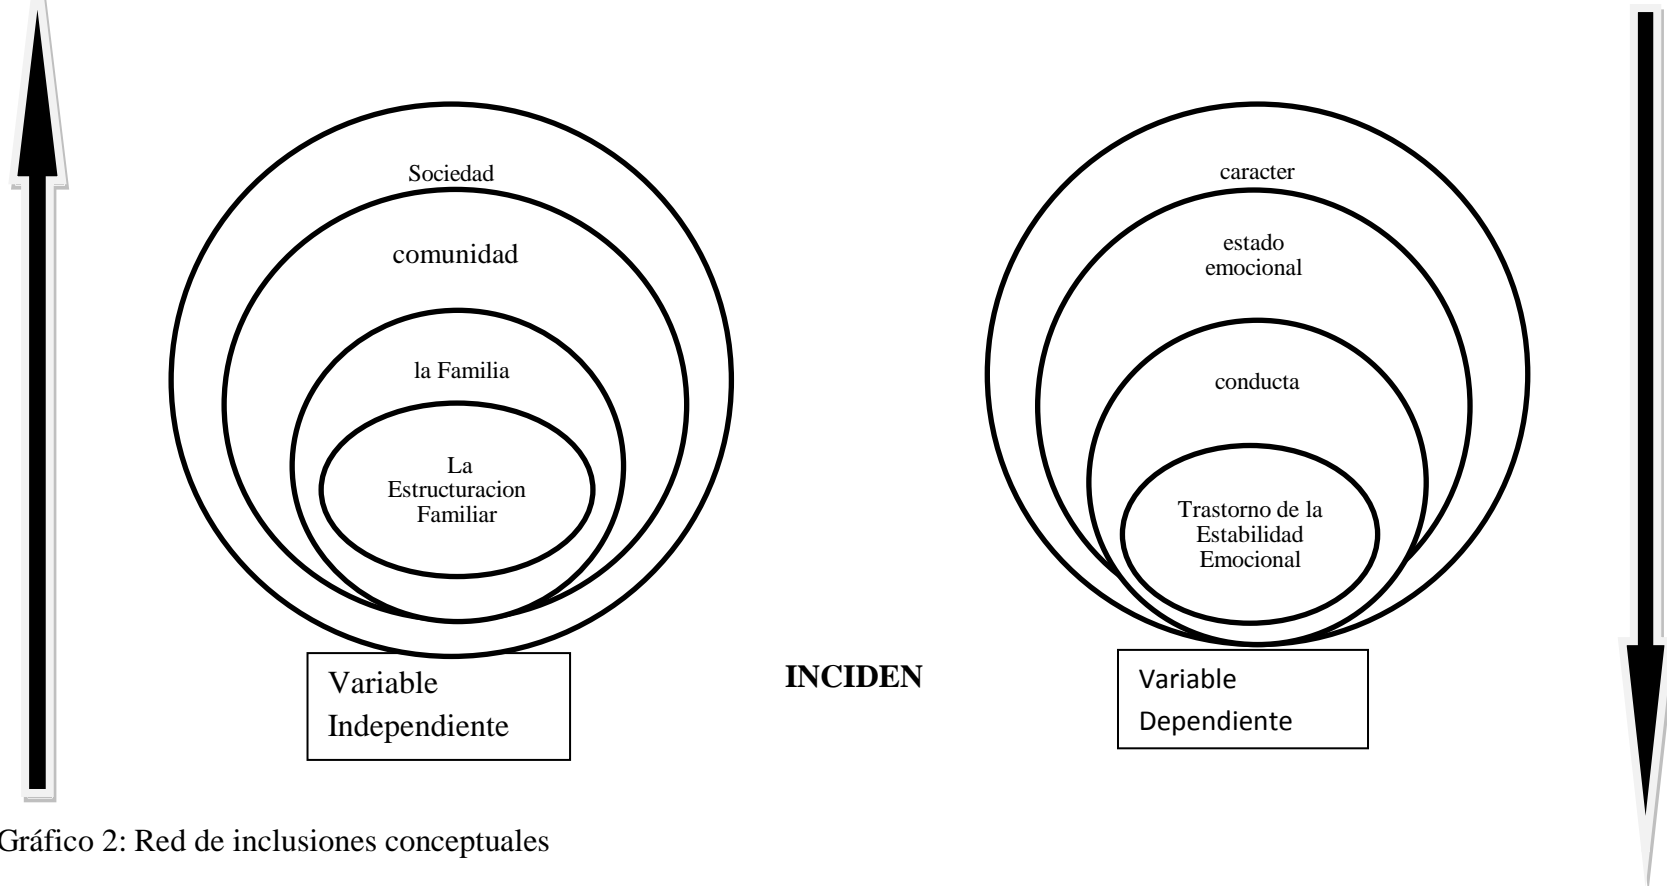 Sociedad
comunidad
la Familia
La
Estructuracion
Familiar
Variable
Independiente
INCIDEN
caracter
estado
emocional
conducta
Trastorno de la
Estabilidad
Emocional
Variable
Dependiente
Gráfico 2: Red de inclusiones conceptuales